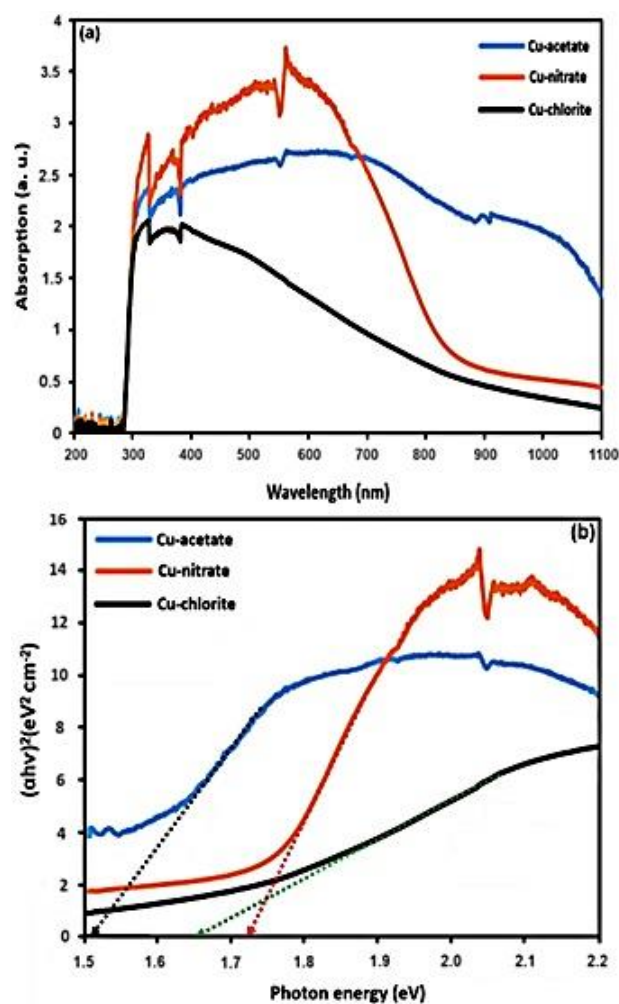 (a)
Cu-acetate
Cu-nitrate
Cu-chlorite
4
3.5
3
2.5
2
1.5
1
0.5
0
Absorption (a. u.)
200 300 400 500 600 700 800 900 1000 1100
Wavelength (nm)
(b)
Cu-acetate
Cu-nitrate
Cu-chlorite
16
14
12
10
8
6
4
2
0
(αhν)²(eV² cm⁻²)
1.5 1.6 1.7 1.8 1.9 2.0 2.1 2.2
Photon energy (eV)